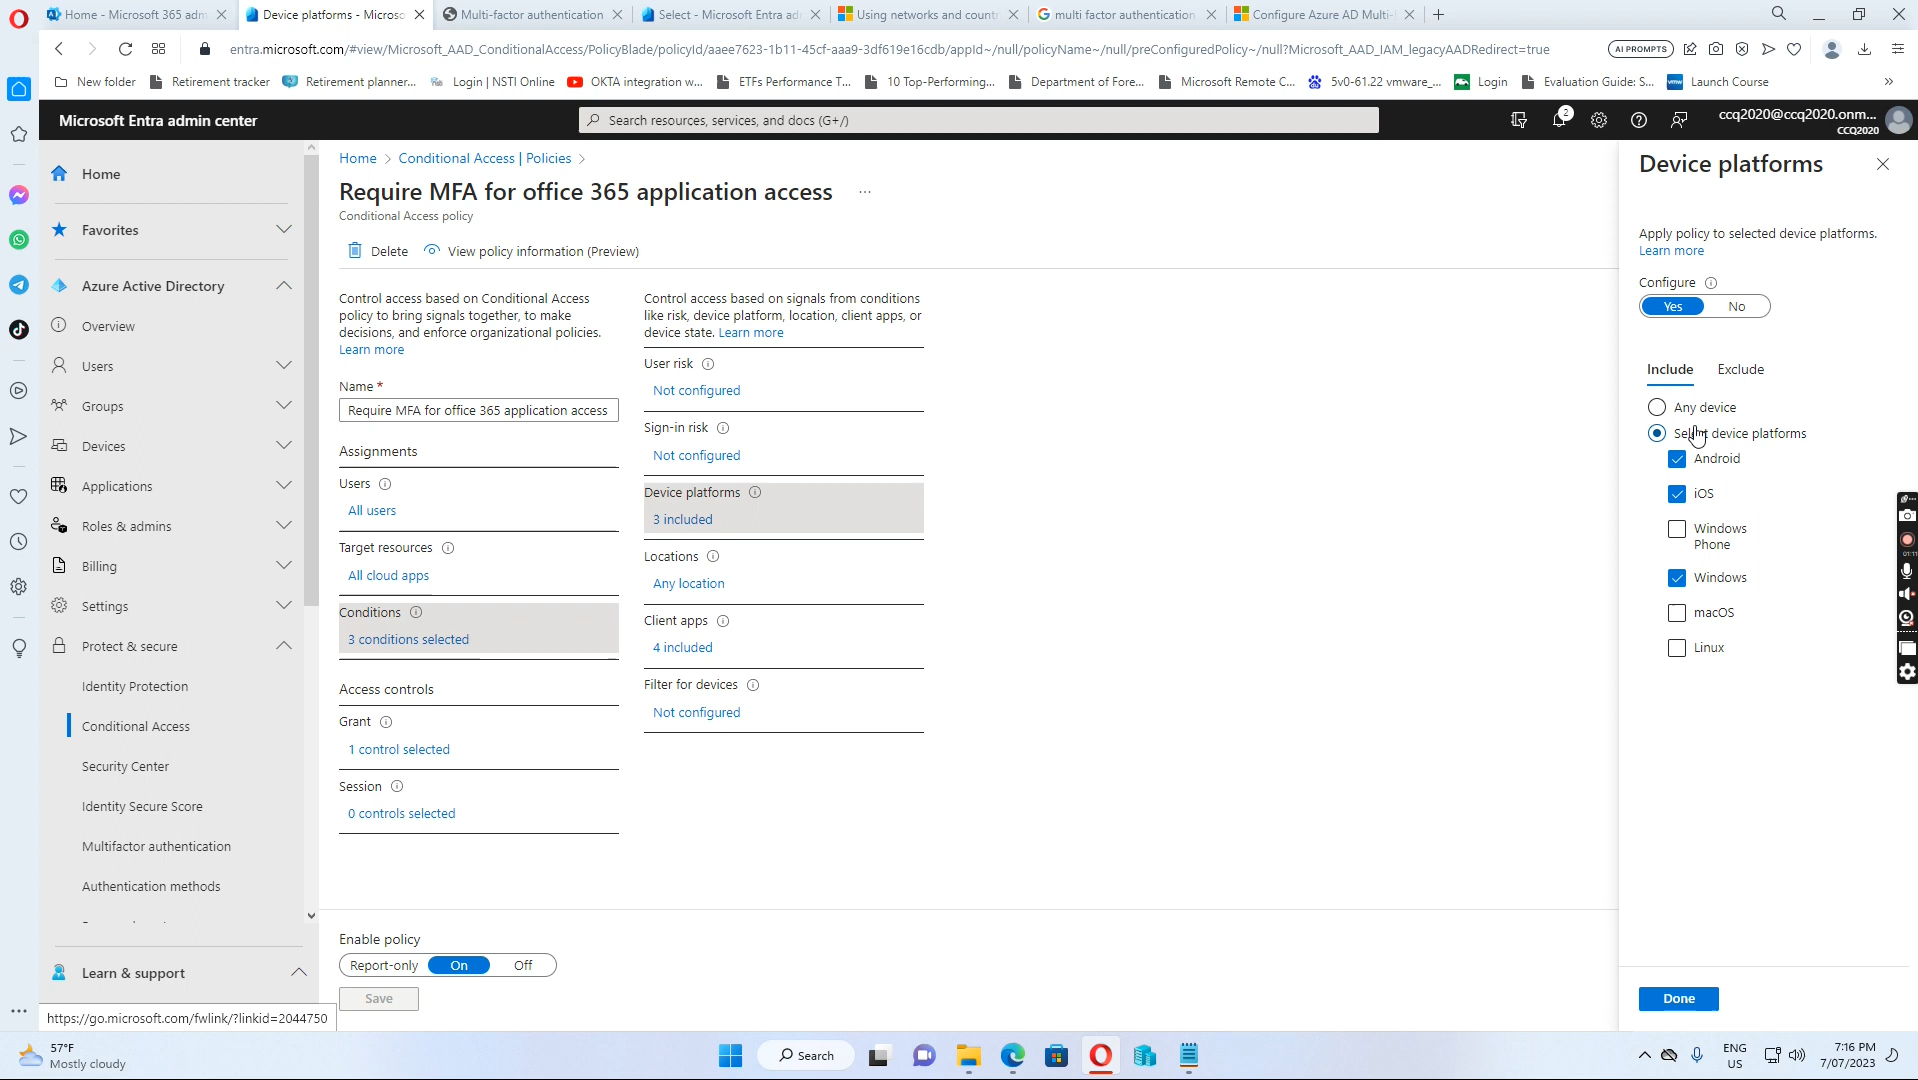 Home - Microsoft 365 adm
Device platforms - Microso
Multi-factor authentication
Select - Microsoft Entra ad
Using networks and count
multi factor authentication
Configure Azure AD Multi-
entra.microsoft.com/#view/Microsoft_AAD_ConditionalAccess/PolicyBlade/policyId/aaee7623-1b11-45cf-aaa9-3df619e16cdb/appId~/null/policyName~/null/preConfiguredPolicy~/null?Microsoft_AAD_IAM_legacyAADRedirect=true
AI PROMPTS
New folder
Retirement tracker
Retirement planner...
Login | NSTI Online
OKTA integration w...
ETFs Performance T...
10 Top-Performing...
Department of Fore...
Microsoft Remote C...
5v0-61.22 vmware_...
Login
Evaluation Guide: S...
Launch Course
Microsoft Entra admin center
Search resources, services, and docs (G+/)
2
ccq2020@ccq2020.onm...
CCQ2020
Home
Favorites
Azure Active Directory
Overview
Users
Groups
Devices
Applications
Roles & admins
Billing
Settings
Protect & secure
Identity Protection
Conditional Access
Security Center
Identity Secure Score
Multifactor authentication
Authentication methods
Learn & support
https://go.microsoft.com/fwlink/?linkid=2044750
Home > Conditional Access | Policies >
Require MFA for office 365 application access ...
Conditional Access policy
Delete
View policy information (Preview)
Control access based on Conditional Access
policy to bring signals together, to make
decisions, and enforce organizational policies.
Learn more
Name *
Require MFA for office 365 application access
Assignments
Users
All users
Target resources
All cloud apps
Conditions
3 conditions selected
Access controls
Grant
1 control selected
Session
0 controls selected
Control access based on signals from conditions
like risk, device platform, location, client apps, or
device state. Learn more
User risk
Not configured
Sign-in risk
Not configured
Device platforms
3 included
Locations
Any location
Client apps
4 included
Filter for devices
Not configured
Enable policy
Report-only On Off
Save
Device platforms
Apply policy to selected device platforms.
Learn more
Configure
Yes No
Include Exclude
Any device
Select device platforms
Android
iOS
Windows
Phone
Windows
macOS
Linux
Done
57°F
Mostly cloudy
Search
ENG
US
7:16 PM
7/07/2023